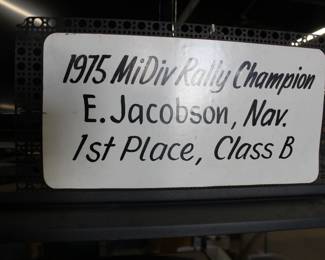 1975 MiDiv Rally Champion
E. Jacobson, Nav.
1st Place, Class B